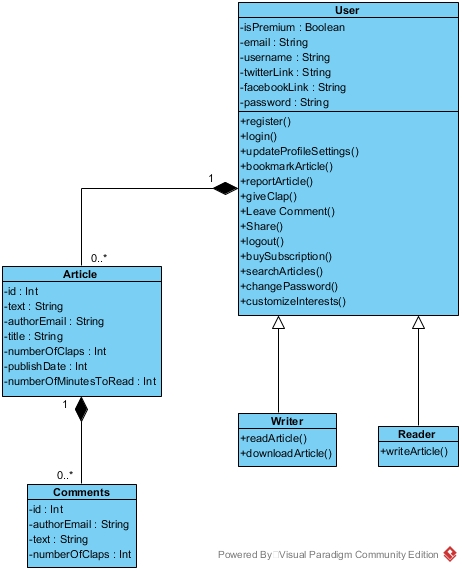 User
-isPremium : Boolean
-email : String
-username : String
-twitterLink : String
-facebookLink : String
-password : String
+register()
+login()
+updateProfileSettings()
+bookmarkArticle()
+reportArticle()
+giveClap()
+Leave Comment()
+Share()
+logout()
+buySubscription()
+searchArticles()
+changePassword()
+customizeInterests()
1
0..*
Article
-id : Int
-text : String
-authorEmail : String
-title : String
-numberOfClaps : Int
-publishDate : Int
-numberOfMinutesToRead : Int
1
0..*
Writer
+readArticle()
+downloadArticle()
Reader
+writeArticle()
Comments
-id : Int
-authorEmail : String
-text : String
-numberOfClaps : Int
Powered By Visual Paradigm Community Edition